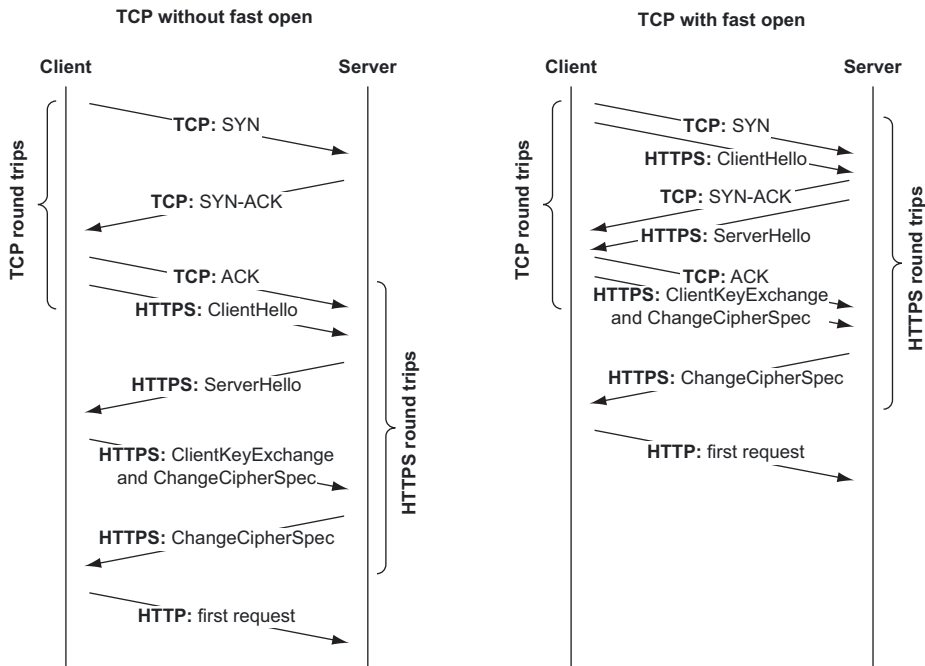 TCP without fast open
Client
Server
TCP round trips
TCP: SYN
TCP: SYN-ACK
TCP: ACK
HTTPS: ClientHello
HTTPS: ServerHello
HTTPS: ClientKeyExchange
and ChangeCipherSpec
HTTPS: ChangeCipherSpec
HTTP: first request
HTTPS round trips
TCP with fast open
Client
Server
TCP round trips
TCP: SYN
HTTPS: ClientHello
TCP: SYN-ACK
HTTPS: ServerHello
TCP: ACK
HTTPS: ClientKeyExchange
and ChangeCipherSpec
HTTPS: ChangeCipherSpec
HTTP: first request
HTTPS round trips